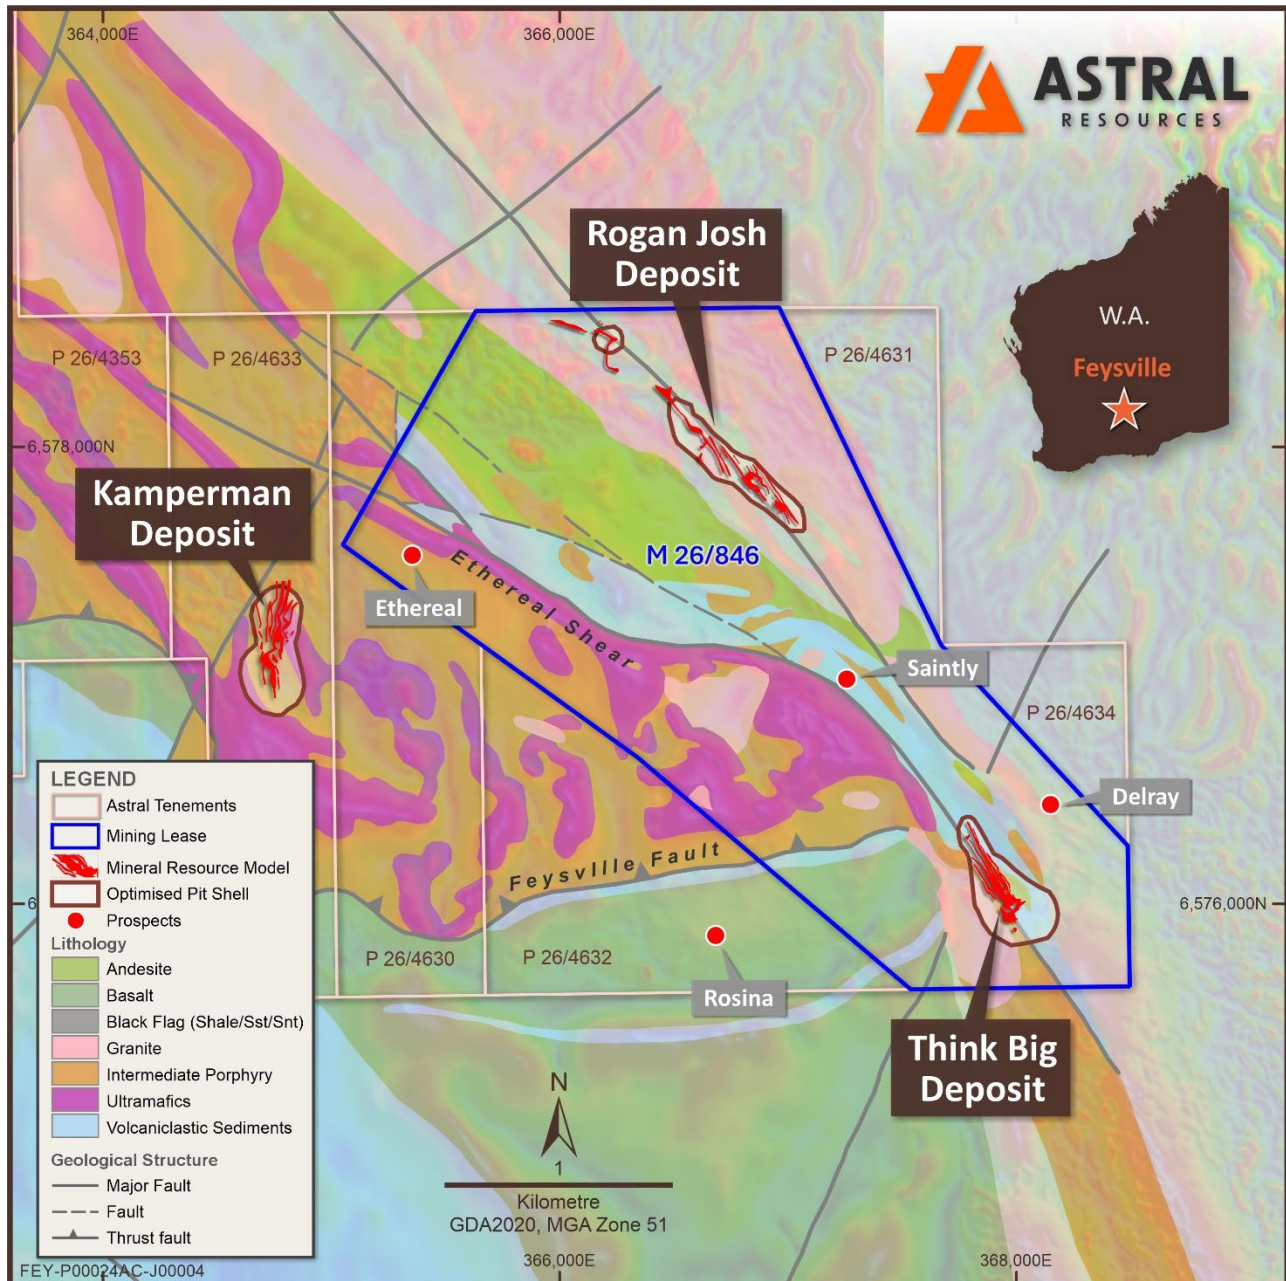 364,000E
366,000E
ASTRAL
RESOURCES
Rogan Josh
Deposit
W.A.
Feysville
P 26/4353
P 26/4633
P 26/4631
6,578,000N
Kamperman
Deposit
M 26/846
Ethereal
Ethereal Shear
Saintly
P 26/4634
Delray
LEGEND
Astral Tenements
Mining Lease
Mineral Resource Model
Optimised Pit Shell
Prospects
Lithology
Andesite
Basalt
Black Flag (Shale/Sst/Snt)
Granite
Intermediate Porphyry
Ultramafics
Volcaniclastic Sediments
Geological Structure
Major Fault
Fault
Thrust fault
Feysville Fault
6
6,576,000N
P 26/4630
P 26/4632
Rosina
Think Big
Deposit
N
1
Kilometre
GDA2020, MGA Zone 51
366,000E
368,000E
FEY-P00024AC-J00004